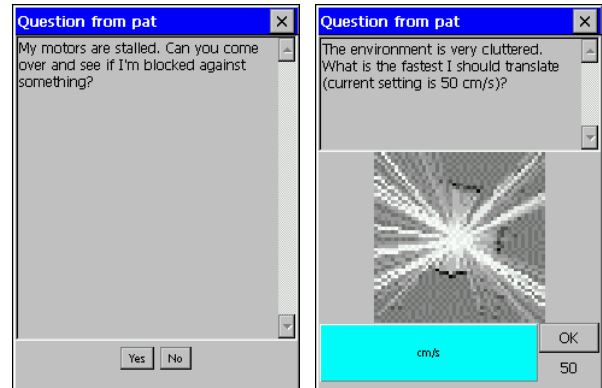 Question from pat
My motors are stalled. Can you come
over and see if I'm blocked against
something?
Yes No
Question from pat
The environment is very cluttered.
What is the fastest I should translate
(current setting is 50 cm/s)?
cm/s
OK
50